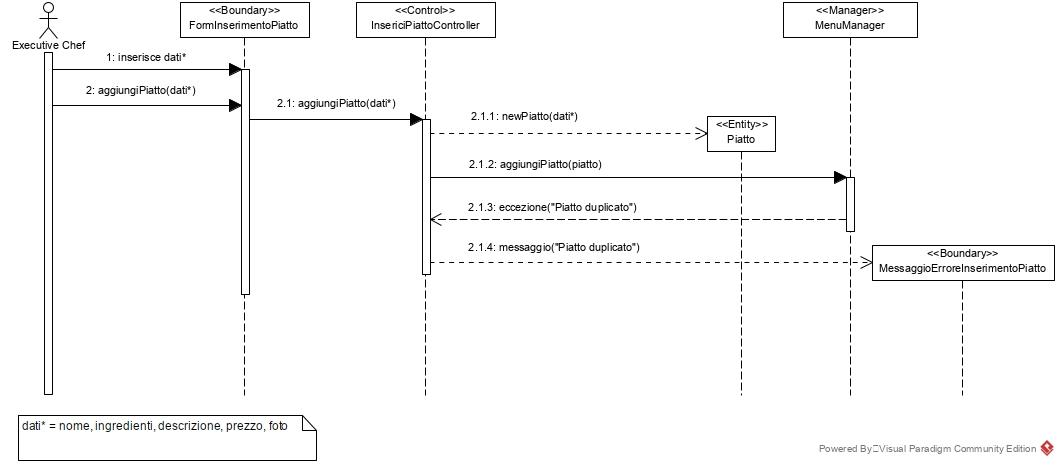 <<Boundary>>
FormInserimentoPiatto
<<Control>>
InsericiPiattoController
<<Manager>>
MenuManager
Executive Chef
1: inserisce dati*
2: aggiungiPiatto(dati*)
2.1: aggiungiPiatto(dati*)
2.1.1: newPiatto(dati*)
<<Entity>>
Piatto
2.1.2: aggiungiPiatto(piatto)
2.1.3: eccezione("Piatto duplicato")
2.1.4: messaggio("Piatto duplicato")
<<Boundary>>
MessaggioErroreInserimentoPiatto
dati* = nome, ingredienti, descrizione, prezzo, foto
Powered By Visual Paradigm Community Edition